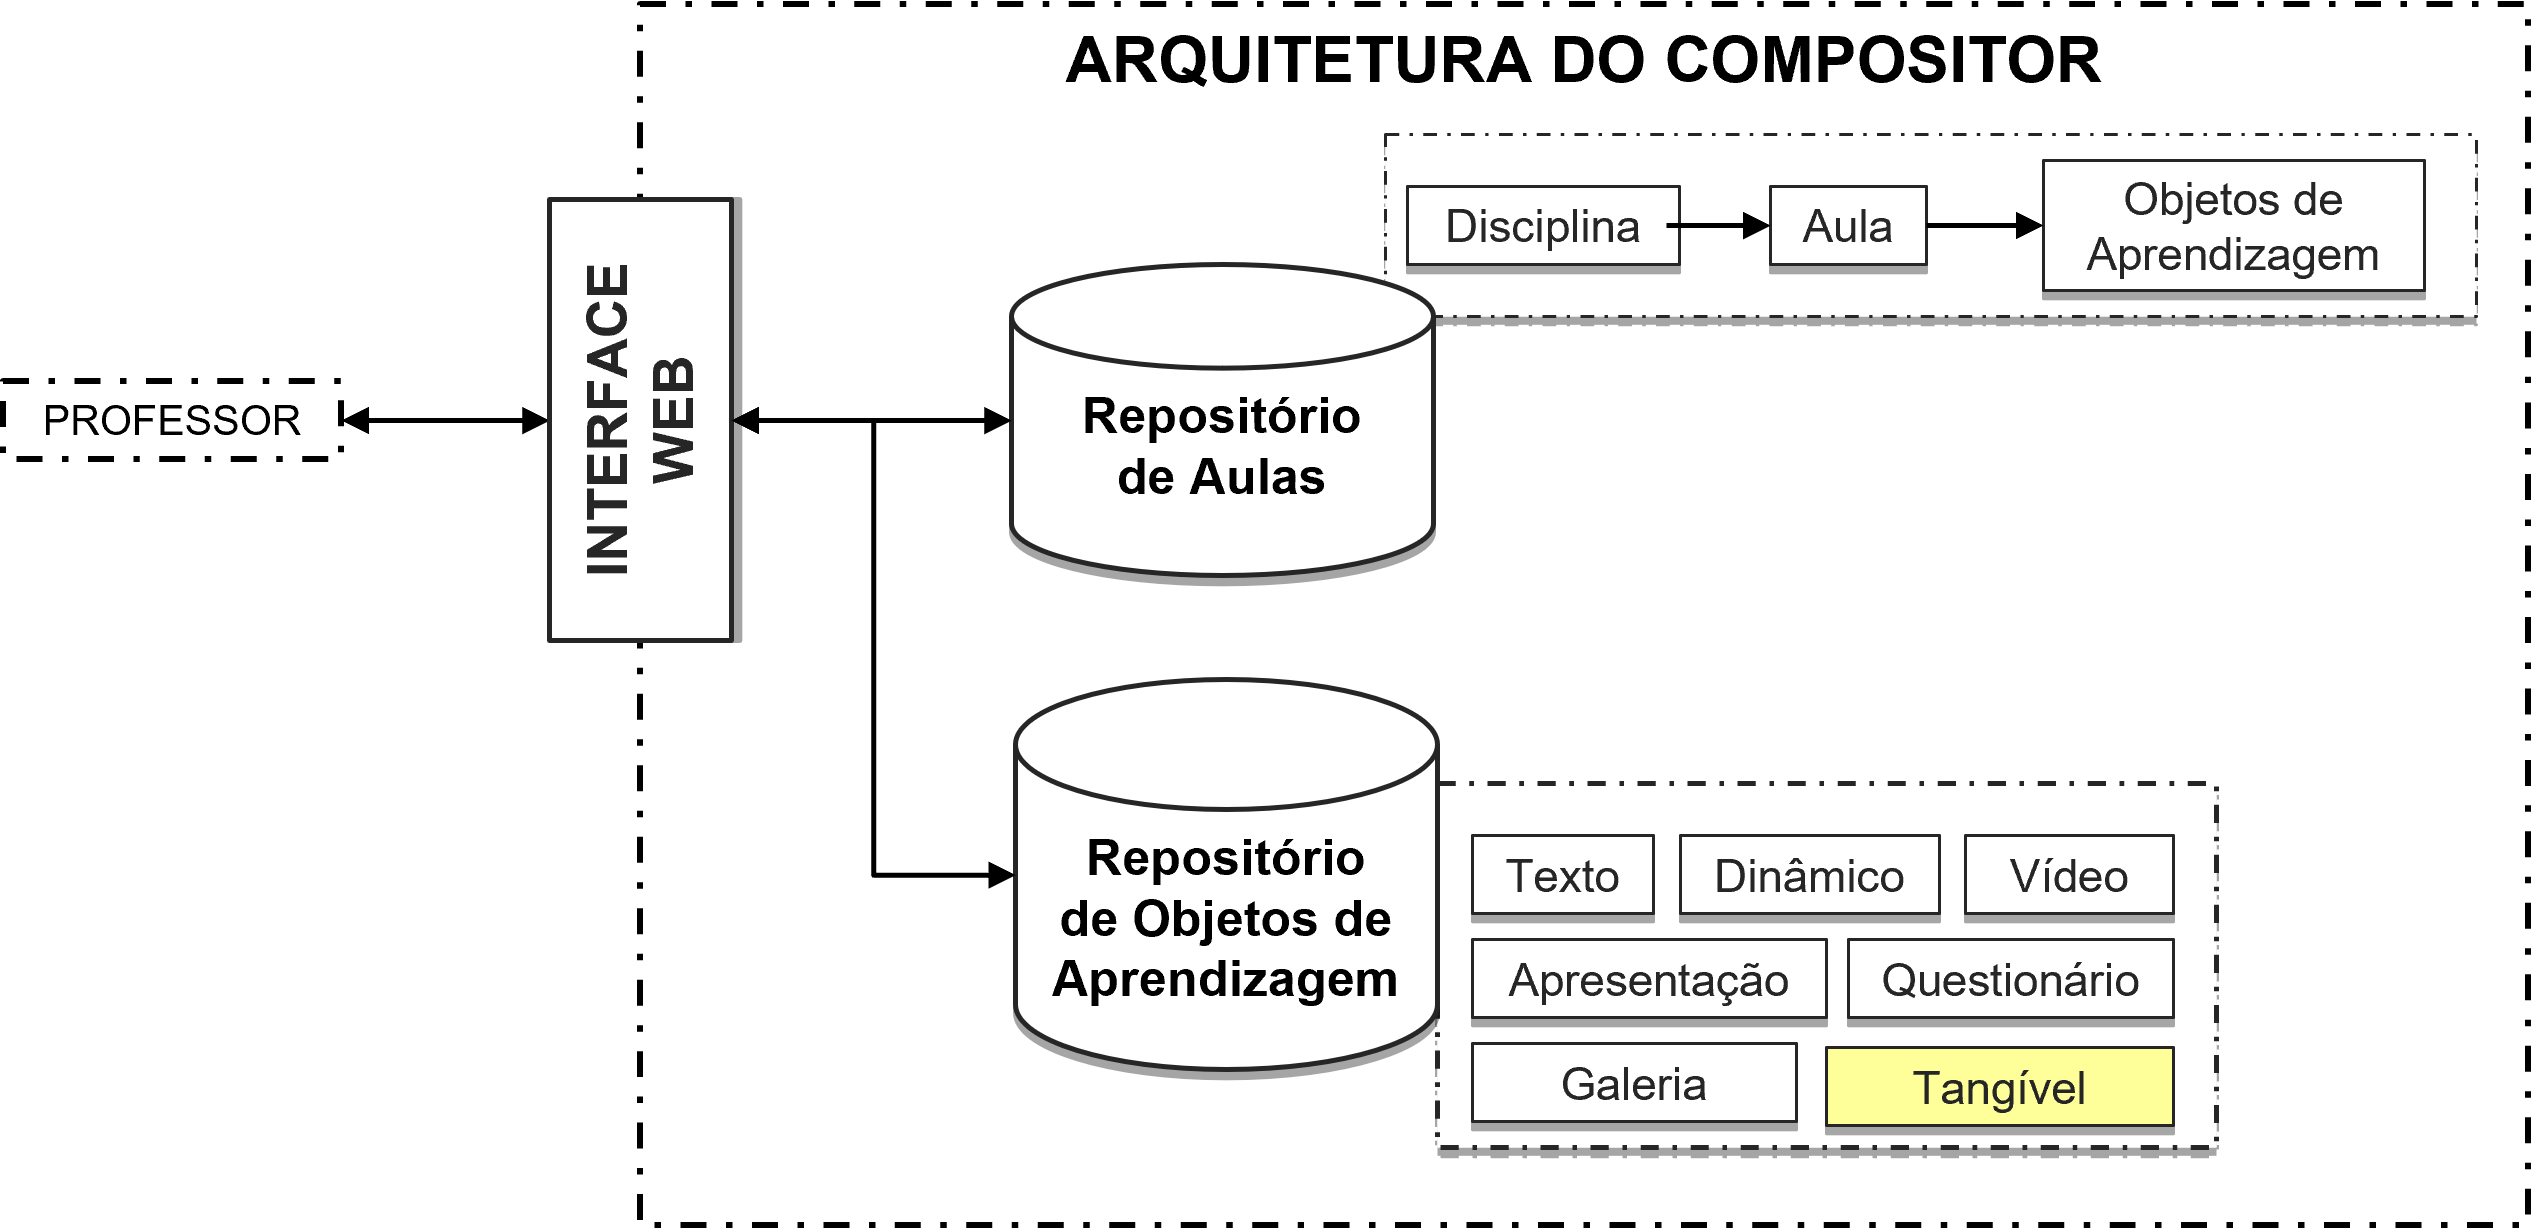 ARQUITETURA DO COMPOSITOR
PROFESSOR
INTERFACE
WEB
Disciplina
Aula
Objetos de
Aprendizagem
Repositório
de Aulas
Repositório
de Objetos de
Aprendizagem
Texto
Dinâmico
Vídeo
Apresentação
Questionário
Galeria
Tangível